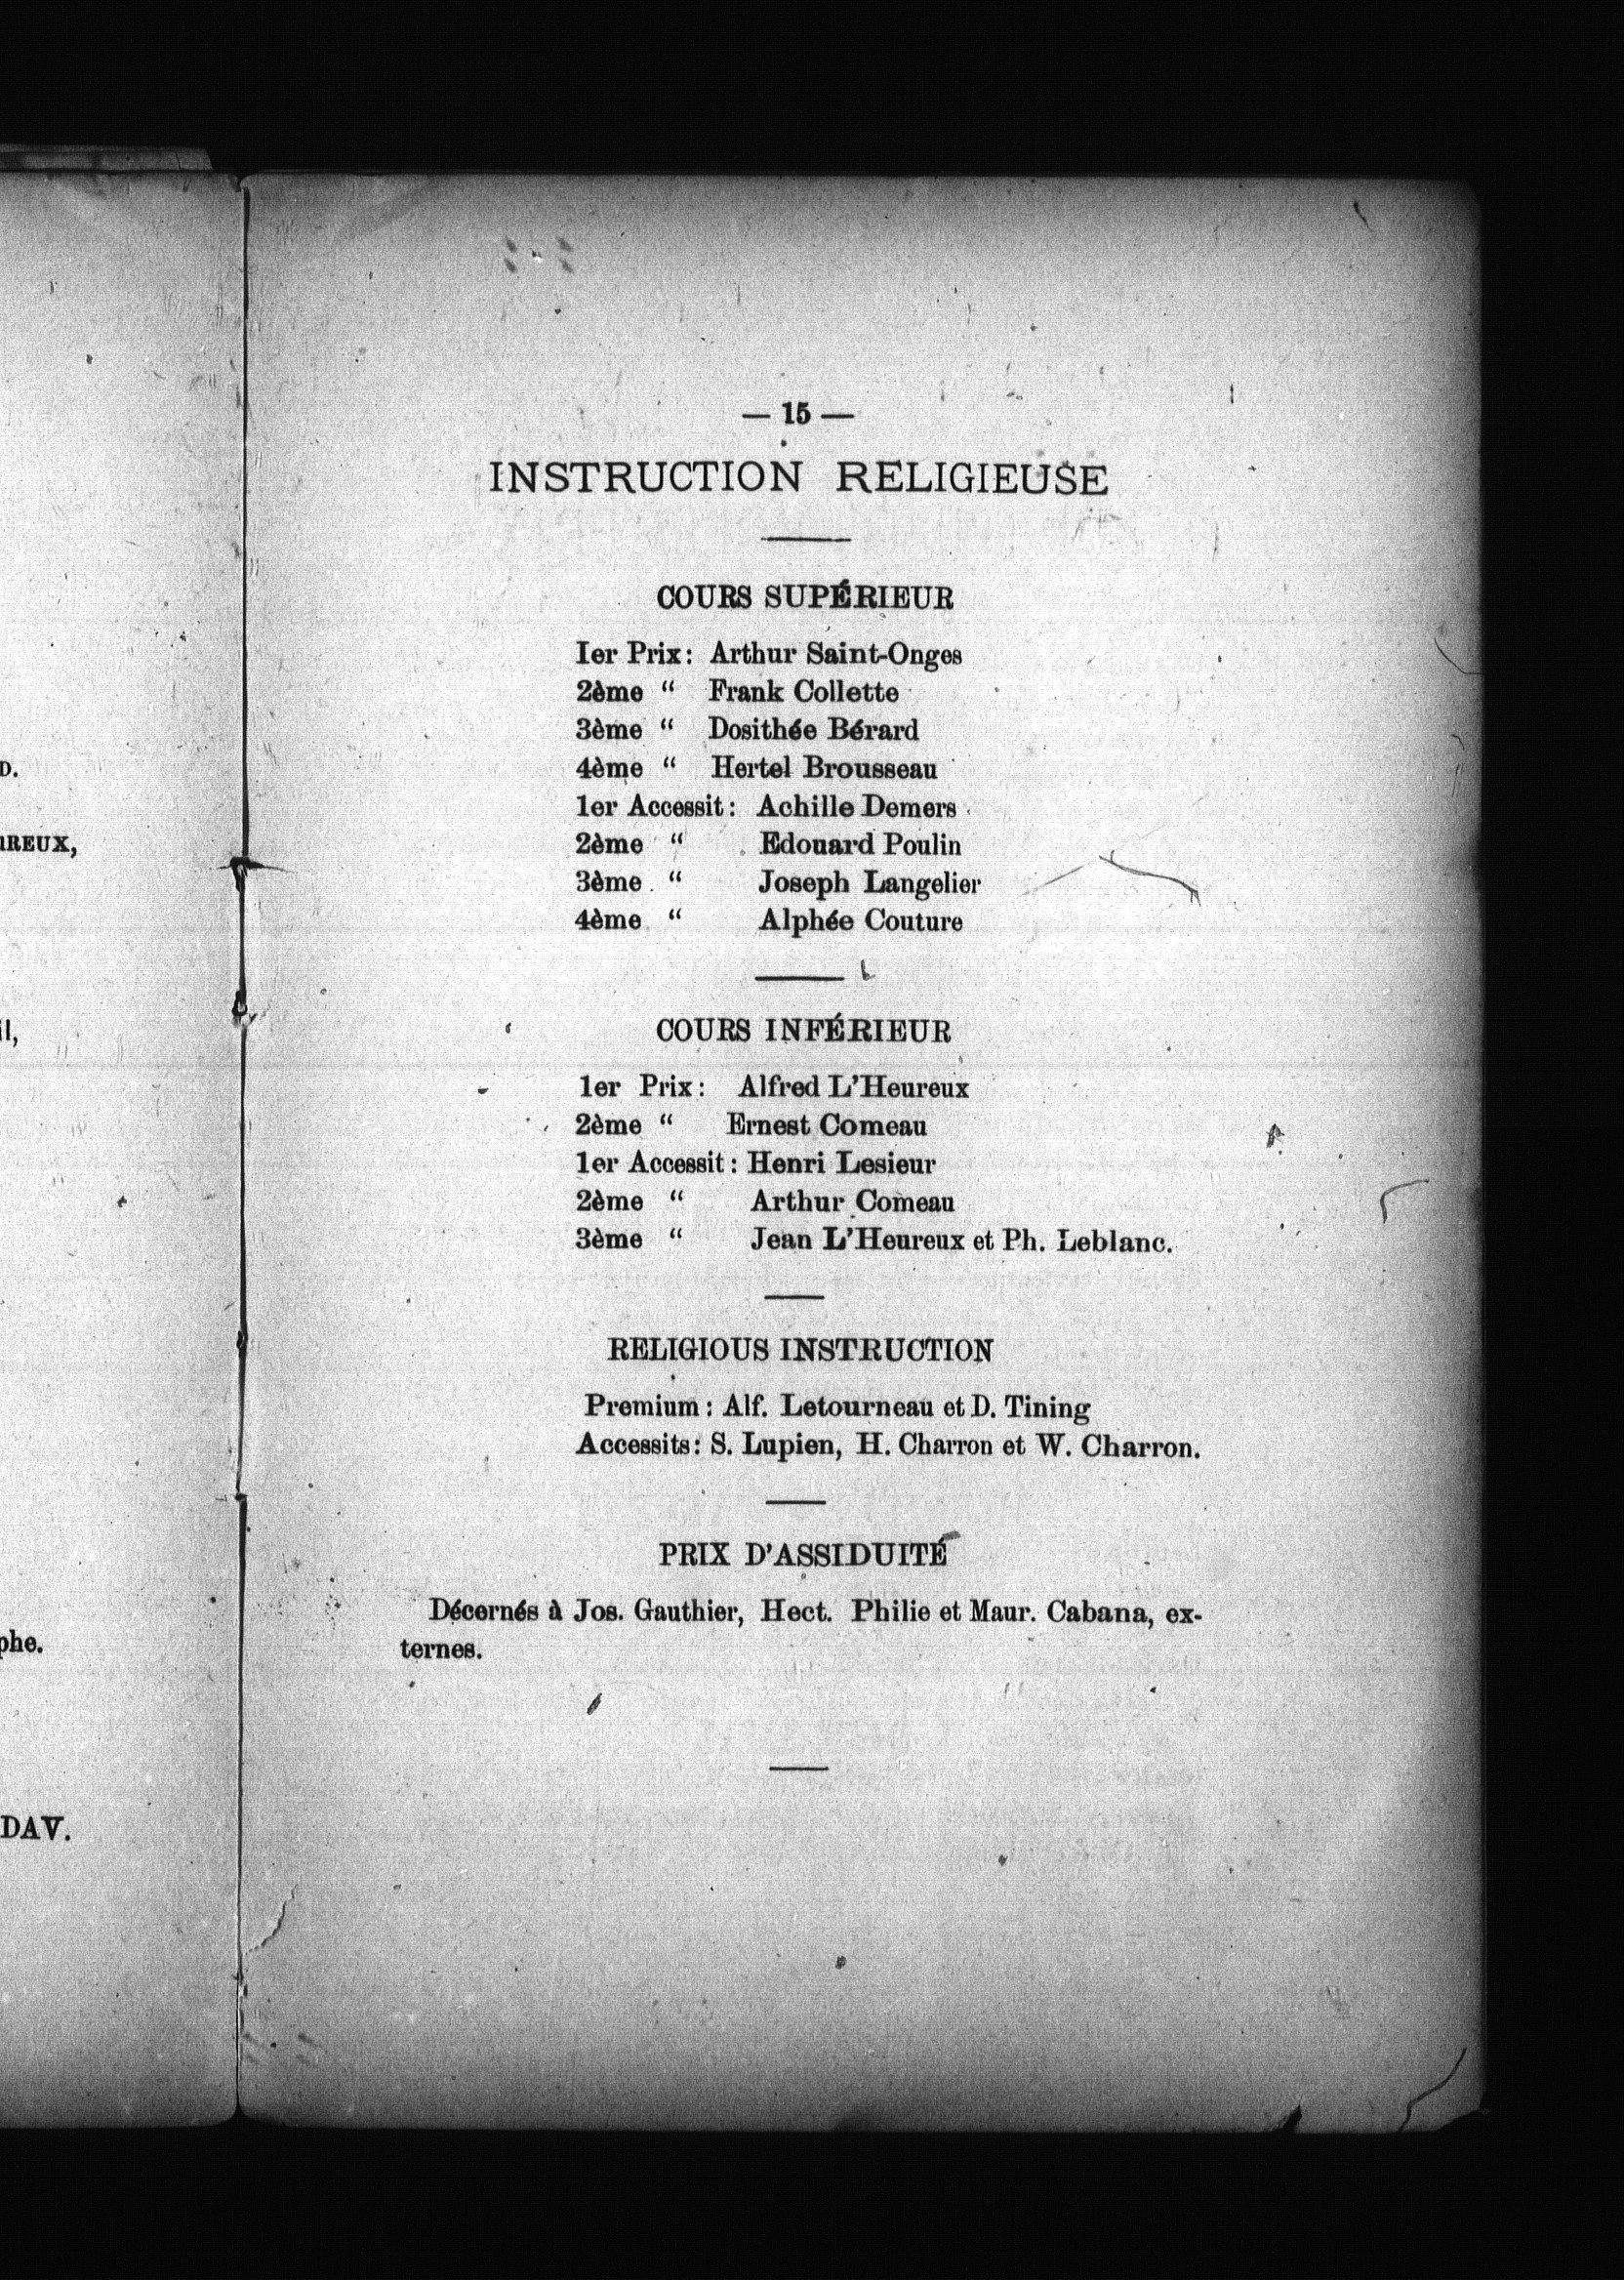 D.
REUX,
il,
phe.
DAV.
— 15 —
INSTRUCTION RELIGIEUSE
COURS SUPÉRIEUR
Ier Prix: Arthur Saint-Onges
2ème “ Frank Collette
3ème “ Dosithée Bérard
4ème “ Hertel Brousseau
1er Accessit: Achille Demers
2ème “ Edouard Poulin
3ème “ Joseph Langelier
4ème “ Alphée Couture
COURS INFÉRIEUR
1er Prix: Alfred L'Heureux
2ème “ Ernest Comeau
1er Accessit: Henri Lesieur
2ème “ Arthur Comeau
3ème “ Jean L'Heureux et Ph. Leblanc.
RELIGIOUS INSTRUCTION
Premium: Alf. Letourneau et D. Tining
Accessits: S. Lupien, H. Charron et W. Charron.
PRIX D'ASSIDUITÉ
Décernés à Jos. Gauthier, Hect. Philie et Maur. Cabana, ex-
ternes.